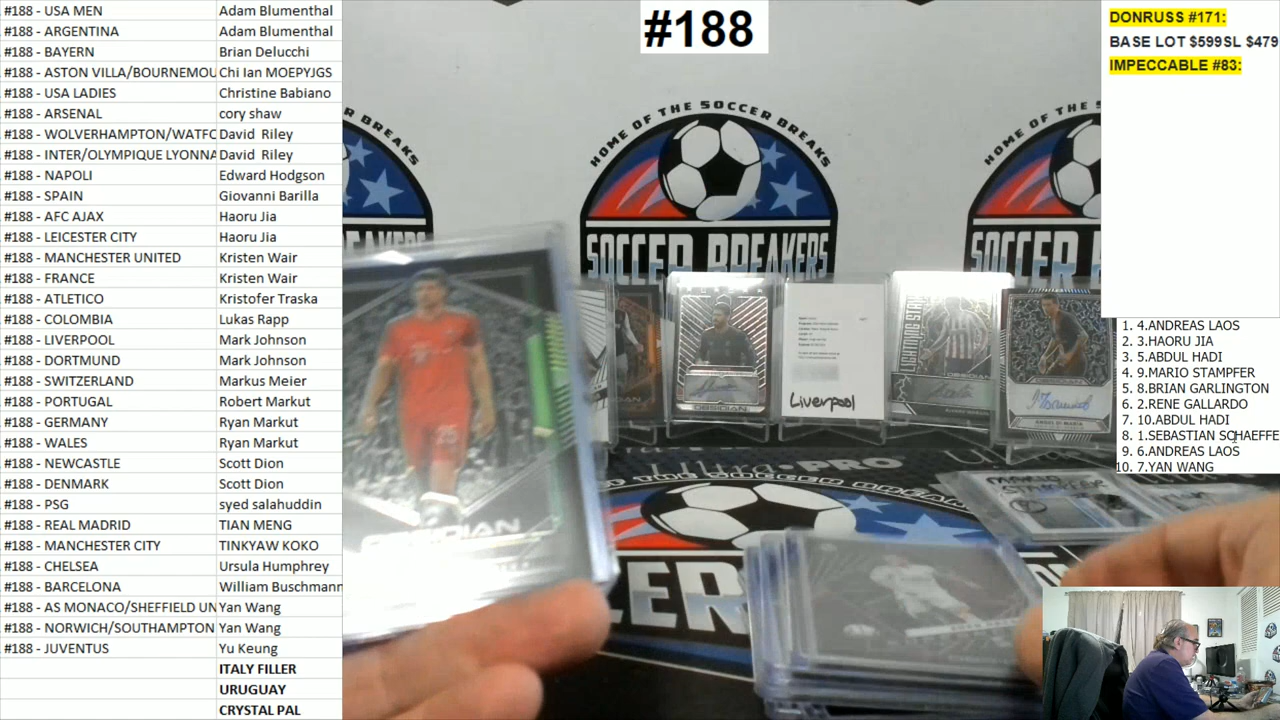 #188 - USA MEN Adam Blumenthal
#188 - ARGENTINA Adam Blumenthal
#188 - BAYERN Brian Delucchi
#188 - ASTON VILLA/BOURNEMOU Chi Ian MOEPYJGS
#188 - USA LADIES Christine Babiano
#188 - ARSENAL cory shaw
#188 - WOLVERHAMPTON/WATFC David Riley
#188 - INTER/OLYMPIQUE LYONNA David Riley
#188 - NAPOLI Edward Hodgson
#188 - SPAIN Giovanni Barilla
#188 - AFC AJAX Haoru Jia
#188 - LEICESTER CITY Haoru Jia
#188 - MANCHESTER UNITED Kristen Wair
#188 - FRANCE Kristen Wair
#188 - ATLETICO Kristofer Traska
#188 - COLOMBIA Lukas Rapp
#188 - LIVERPOOL Mark Johnson
#188 - DORTMUND Mark Johnson
#188 - SWITZERLAND Markus Meier
#188 - PORTUGAL Robert Markut
#188 - GERMANY Ryan Markut
#188 - WALES Ryan Markut
#188 - NEWCASTLE Scott Dion
#188 - DENMARK Scott Dion
#188 - PSG syed salahuddin
#188 - REAL MADRID TIAN MENG
#188 - MANCHESTER CITY TINKYAW KOKO
#188 - CHELSEA Ursula Humphrey
#188 - BARCELONA William Buschmann
#188 - AS MONACO/SHEFFIELD UN Yan Wang
#188 - NORWICH/SOUTHAMPTON Yan Wang
#188 - JUVENTUS Yu Keung
ITALY FILLER
URUGUAY
CRYSTAL PAL
#188
HOME OF THE SOCCER BREAKS
SOCCER BREAKERS
Liverpool
LIGHTNING
OBSIDIAN
OBSIDIAN
ANGEL DI MARIA
OBSIDIAN
DONRUSS #171:
BASE LOT $599SL $479
IMPECCABLE #83:
1. 4.ANDREAS LAOS
2. 3.HAORU JIA
3. 5.ABDUL HADI
4. 9.MARIO STAMPFER
5. 8.BRIAN GARLINGTON
6. 2.RENE GALLARDO
7. 10.ABDUL HADI
8. 1.SEBASTIAN SCHAEFFE
9. 6.ANDREAS LAOS
10. 7.YAN WANG